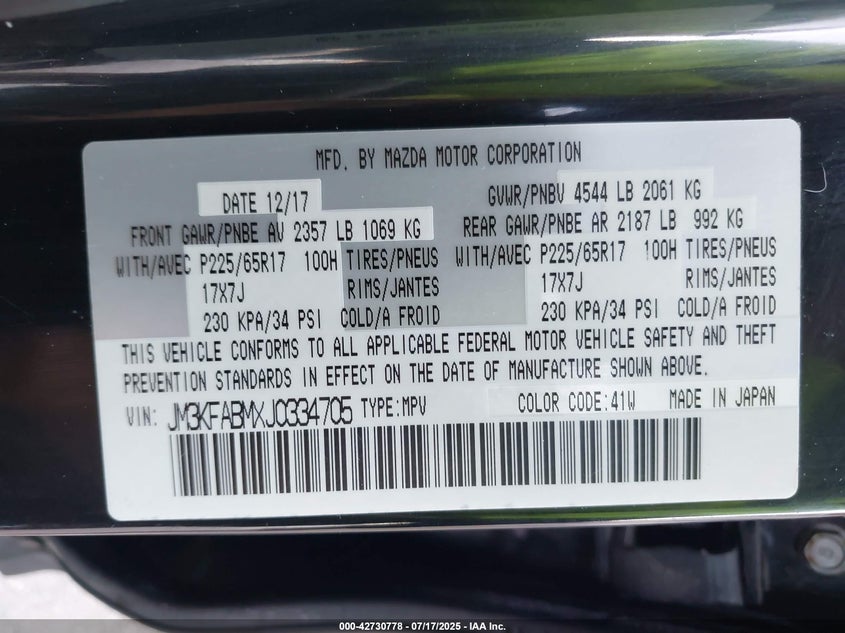 MFD. BY MAZDA MOTOR CORPORATION
DATE 12/17 GVWR/PNBV 4544 LB 2061 KG
FRONT GAWR/PNBE AV 2357 LB 1069 KG REAR GAWR/PNBE AR 2187 LB 992 KG
WITH/AVEC P225/65R17 100H TIRES/PNEUS WITH/AVEC P225/65R17 100H TIRES/PNEUS
17X7J RIMS/JANTES 17X7J RIMS/JANTES
230 KPA/34 PSI COLD/A FROID 230 KPA/34 PSI COLD/A FROID
THIS VEHICLE CONFORMS TO ALL APPLICABLE FEDERAL MOTOR VEHICLE SAFETY AND THEFT
PREVENTION STANDARDS IN EFFECT ON THE DATE OF MANUFACTURE SHOWN ABOVE.
VIN: JM3KFABMXJ0334705 TYPE:MPV COLOR CODE:41W MADE IN JAPAN
000-42730778 - 07/17/2025 - IAA Inc.